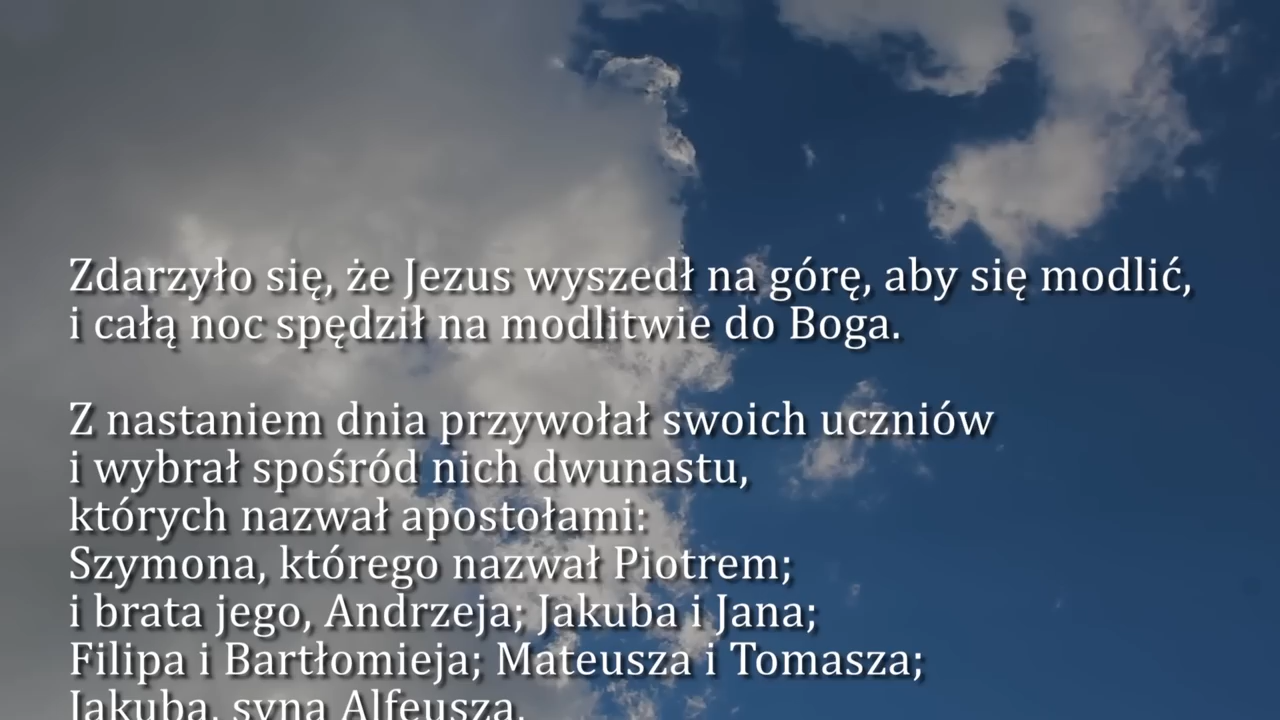 Zdarzyło się, że Jezus wyszedł na górę, aby się modlić,
i całą noc spędził na modlitwie do Boga.
Z nastaniem dnia przywołał swoich uczniów
i wybrał spośród nich dwunastu,
których nazwał apostołami:
Szymona, którego nazwał Piotrem;
i brata jego, Andrzeja; Jakuba i Jana;
Filipa i Bartłomieja; Mateusza i Tomasza;
Jakuba, syna Alfeusza,